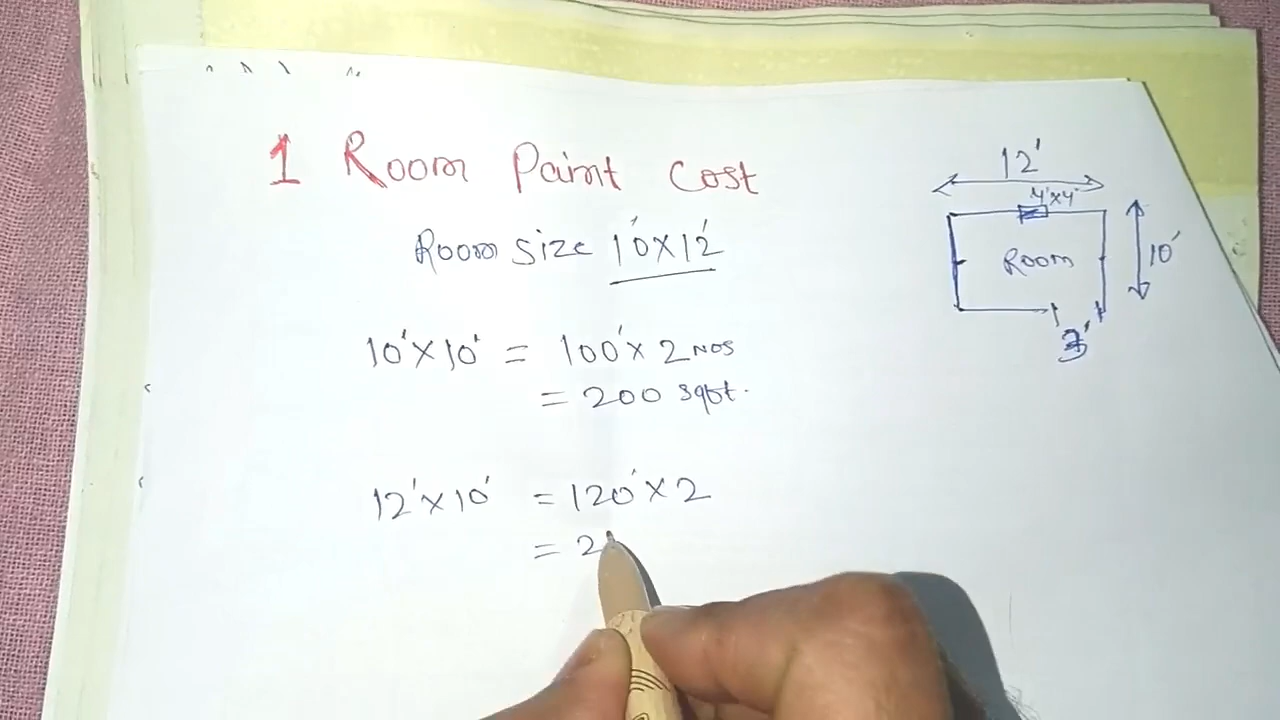 1 Room Paint Cost
Room size 10'X12'
10'X10' = 100'X 2 NOS
= 200 sqft.
12'X10' = 120'X 2
= 2
12'
4'X4'
Room
10'
3'